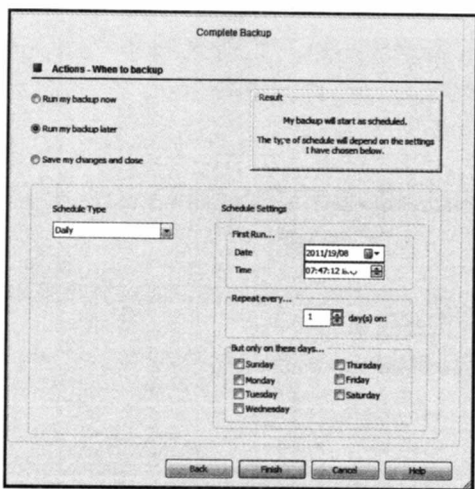 Complete Backup
Actions - When to backup
Run my backup now
Run my backup later
Save my changes and close
Result
My backup will start as scheduled.
The type of schedule will depend on the settings
I have chosen below.
Schedule Type
Daily
Schedule Settings
First Run...
Date 2011/19/08
Time 07:47:12
Repeat every...
1 day(s) on:
But only on these days...
Sunday Thursday
Monday Friday
Tuesday Saturday
Wednesday
Back Finish Cancel Help